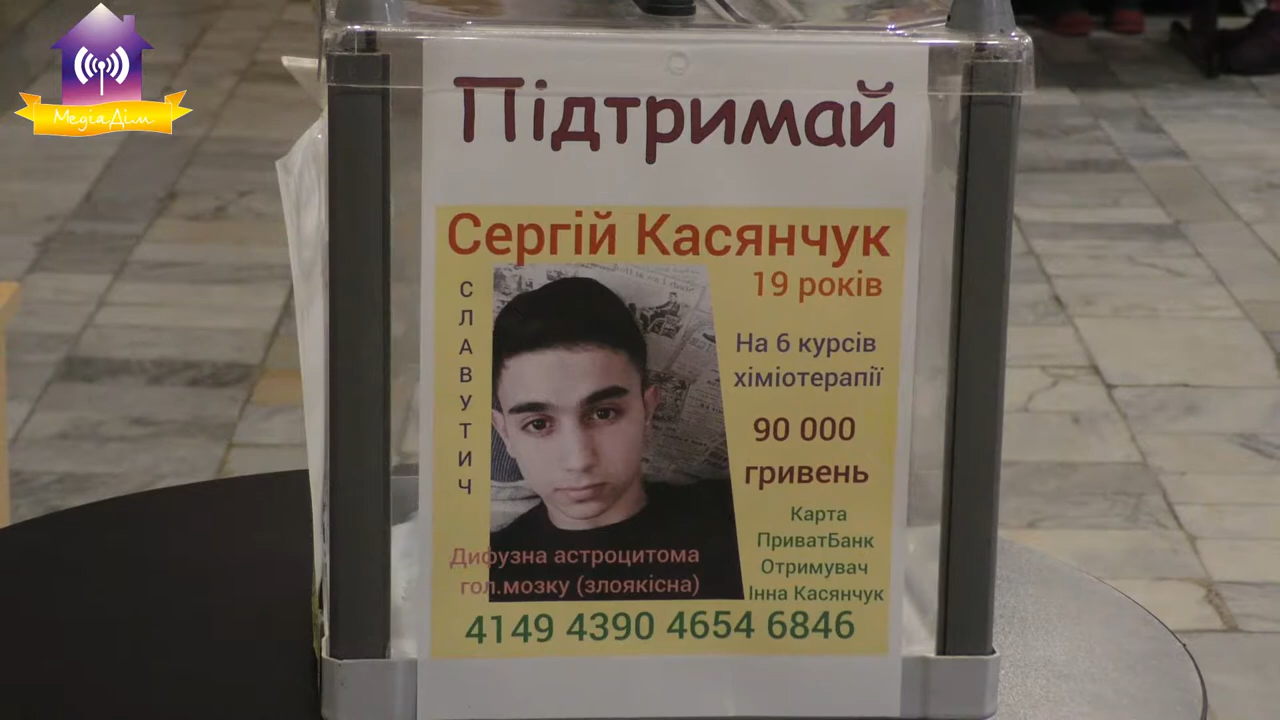 МедіаДім
Підтримай
Сергій Касянчук
19 років
СЛАВУТИЧ
На 6 курсів
хіміотерапії
90 000
гривень
Карта
ПриватБанк
Отримувач
Інна Касянчук
Дифузна астроцитома
гол.мозку (злоякісна)
4149 4390 4654 6846